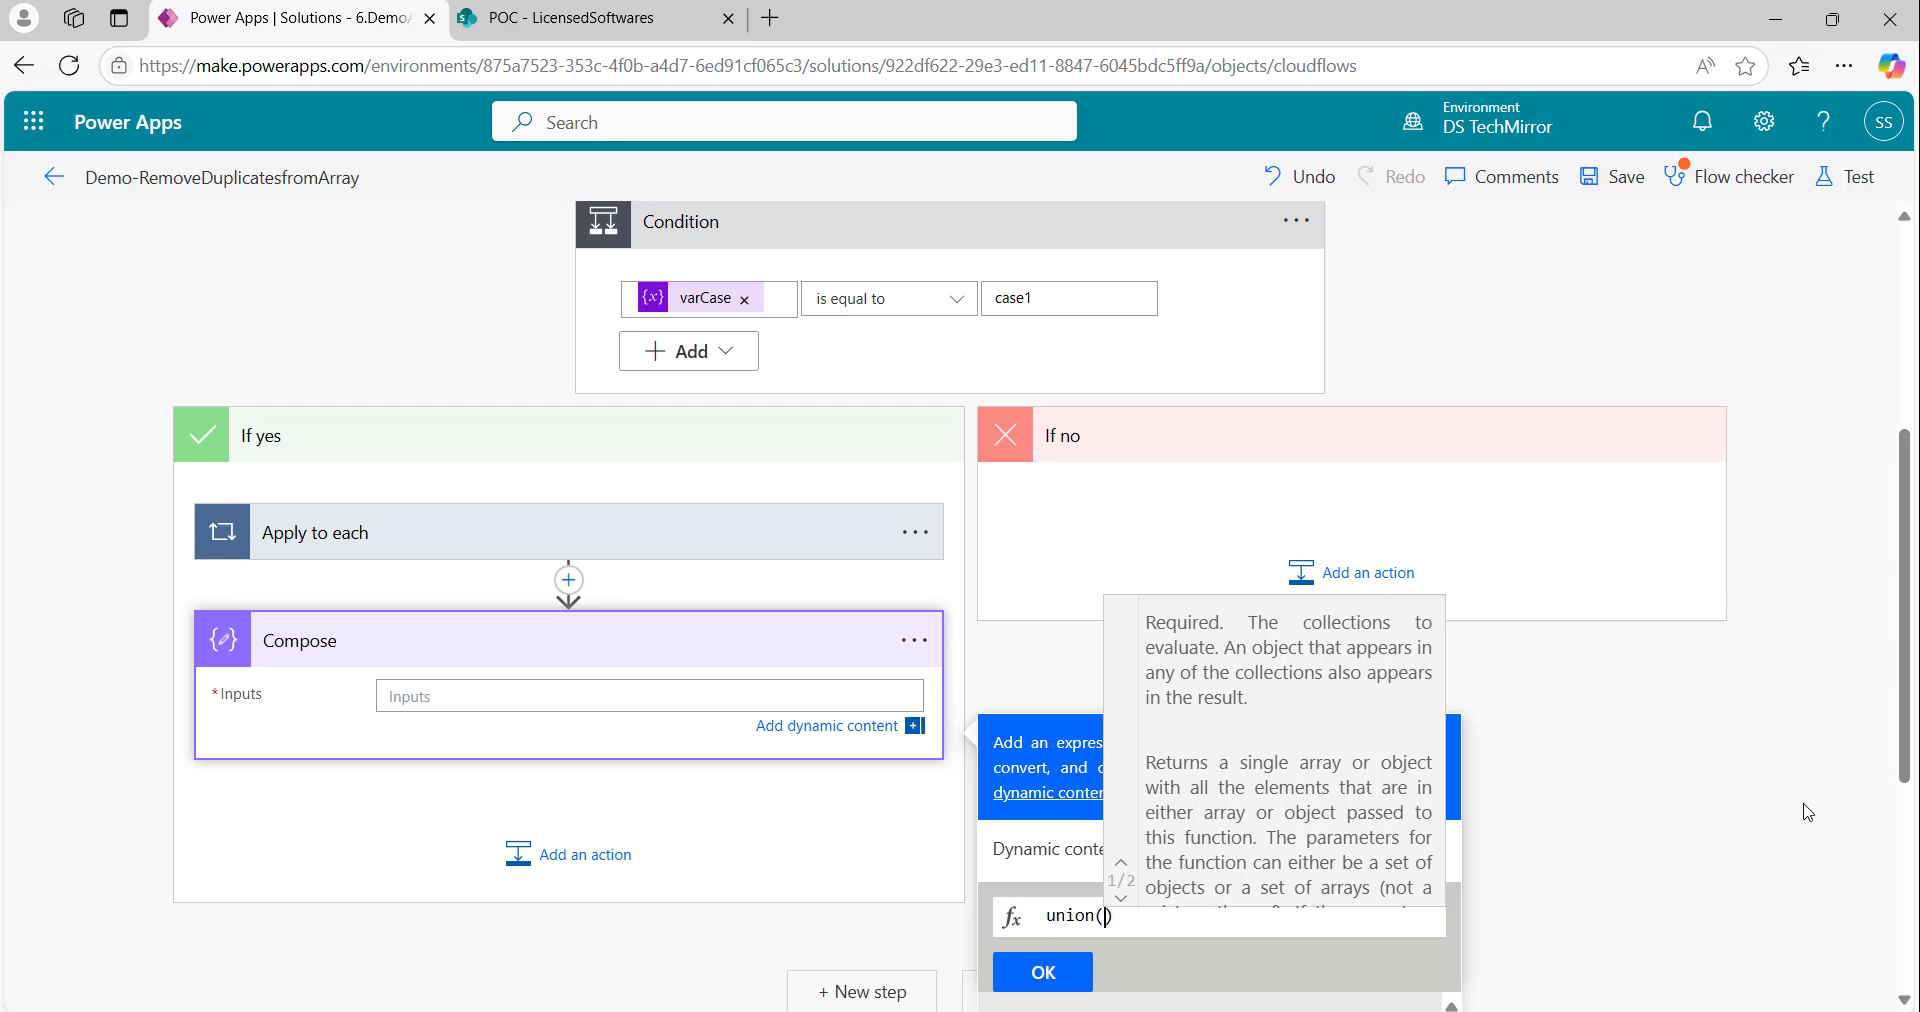 Power Apps | Solutions - 6.Demo
POC - LicensedSoftwares
https://make.powerapps.com/environments/875a7523-353c-4f0b-a4d7-6ed91cf065c3/solutions/922df622-29e3-ed11-8847-6045bdc5ff9a/objects/cloudflows
Power Apps
Search
Environment
DS TechMirror
?
SS
Demo-RemoveDuplicatesfromArray
Undo
Redo
Comments
Save
Flow checker
Test
Condition
{x} varCase ×
is equal to
case1
+ Add
If yes
If no
Apply to each
Add an action
Compose
* Inputs
Inputs
Add dynamic content
Add an action
Required. The collections to
evaluate. An object that appears in
any of the collections also appears
in the result.
Returns a single array or object
with all the elements that are in
either array or object passed to
this function. The parameters for
the function can either be a set of
objects or a set of arrays (not a
1/2
Add an expres
convert, and
dynamic conter
Dynamic conte
fx union()
OK
+ New step